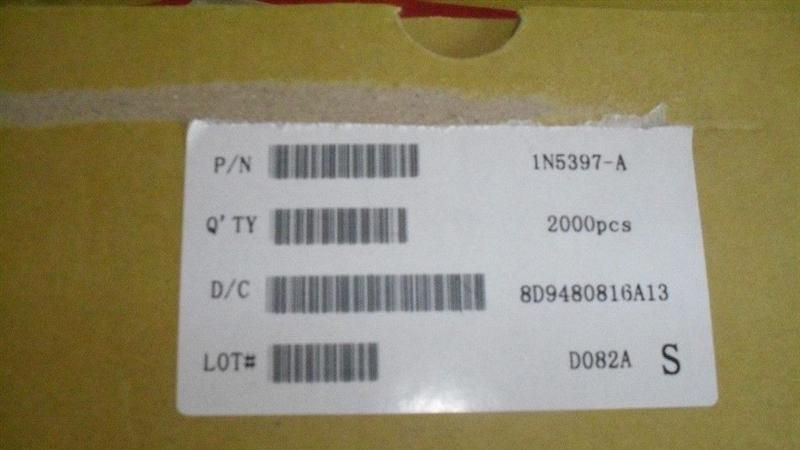 P/N 1N5397-A
Q'TY 2000pcs
D/C 8D9480816A13
LOT# D082A S